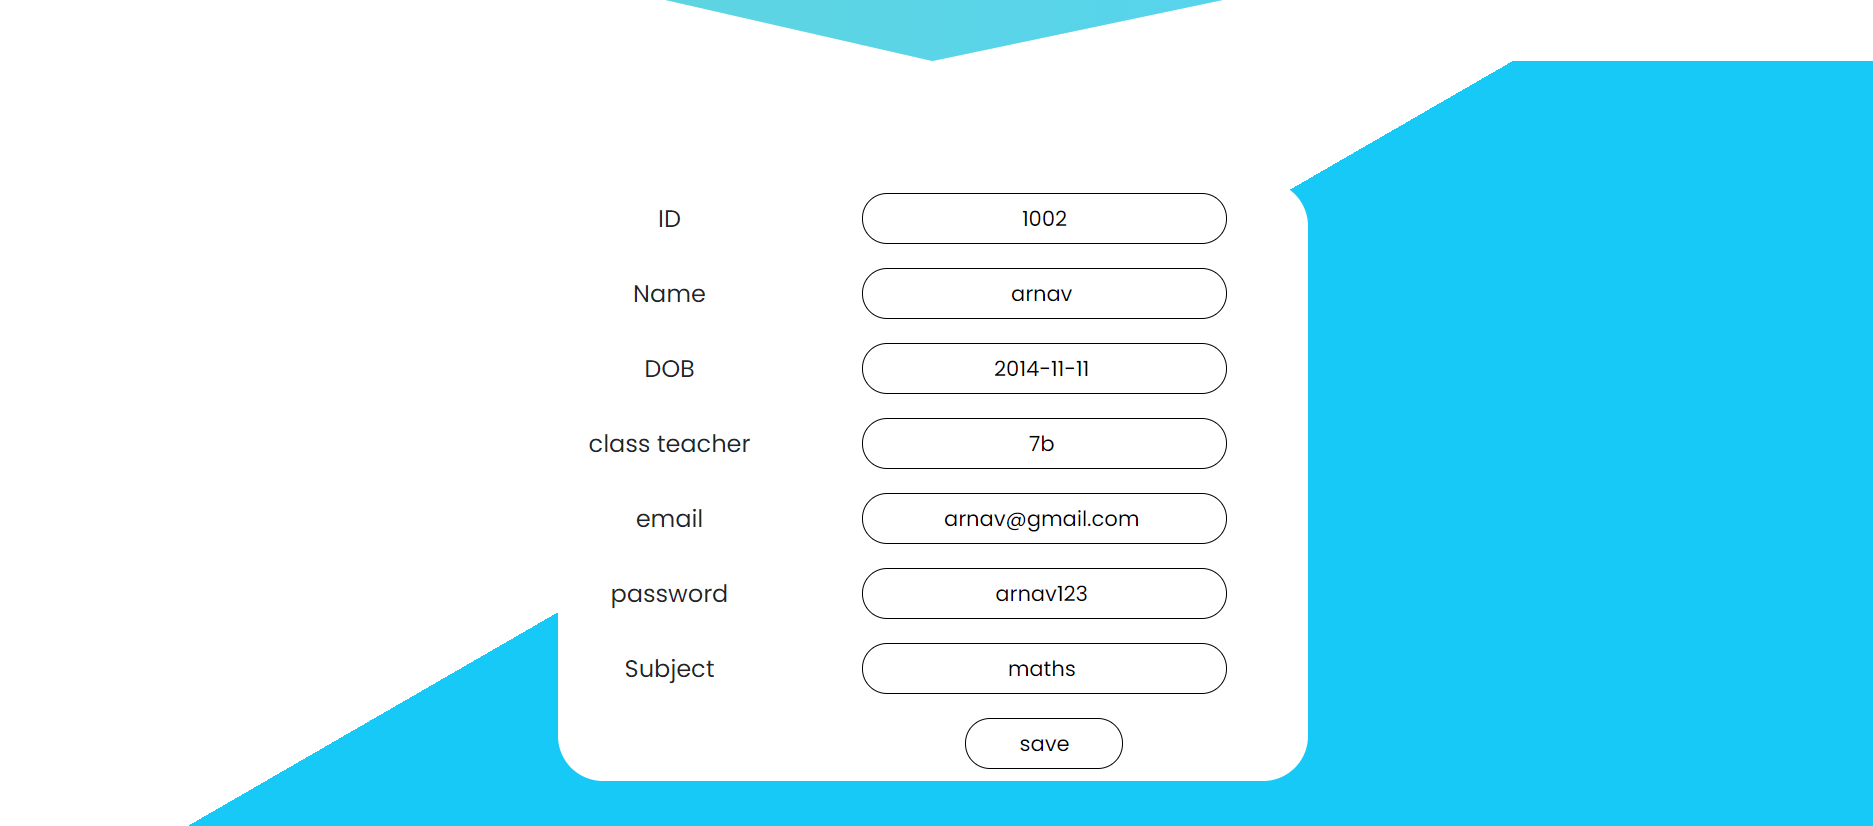 ID 1002
Name arnav
DOB 2014-11-11
class teacher 7b
email arnav@gmail.com
password arnav123
Subject maths
save